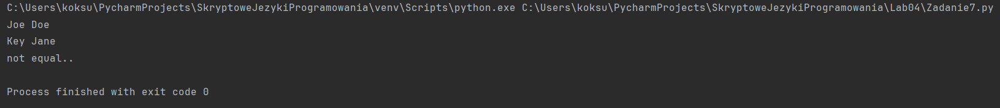 C:\Users\koksu\PycharmProjects\SkryptoweJezykiProgramowania\venv\Scripts\python.exe C:\Users\koksu\PycharmProjects\SkryptoweJezykiProgramowania\Lab04\Zadanie7.py
Joe Doe
Key Jane
not equal..
Process finished with exit code 0